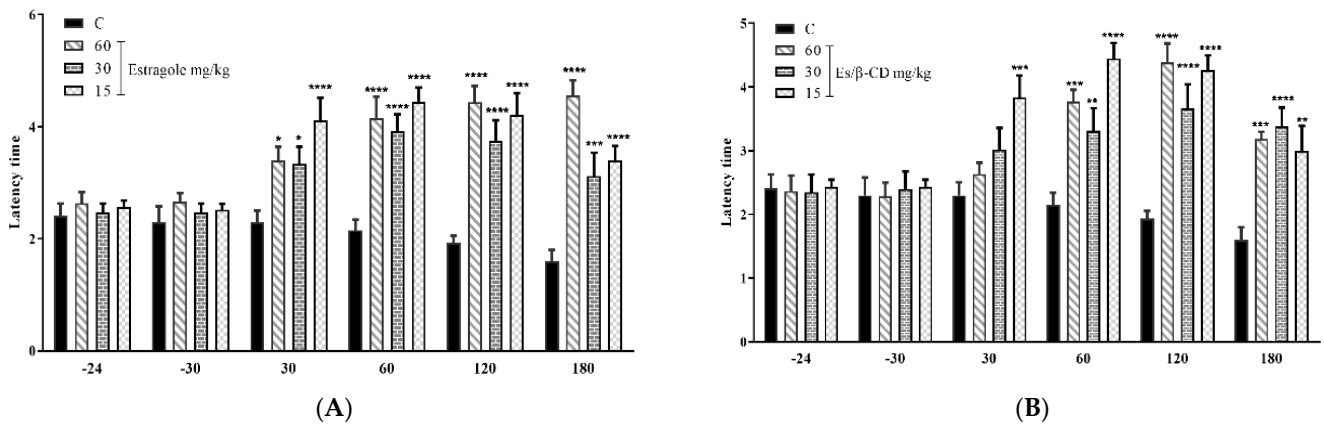 6
C
60
30 Estragole mg/kg
15
4
2
0
Latency time
* * ****
**** **** ****
**** **** ****
**** *** ****
-24 -30 30 60 120 180
(A)
5
C
60
30 Es/β-CD mg/kg
15
4
3
2
1
0
Latency time
***
*** ** ****
**** **** ****
*** **** **
-24 -30 30 60 120 180
(B)